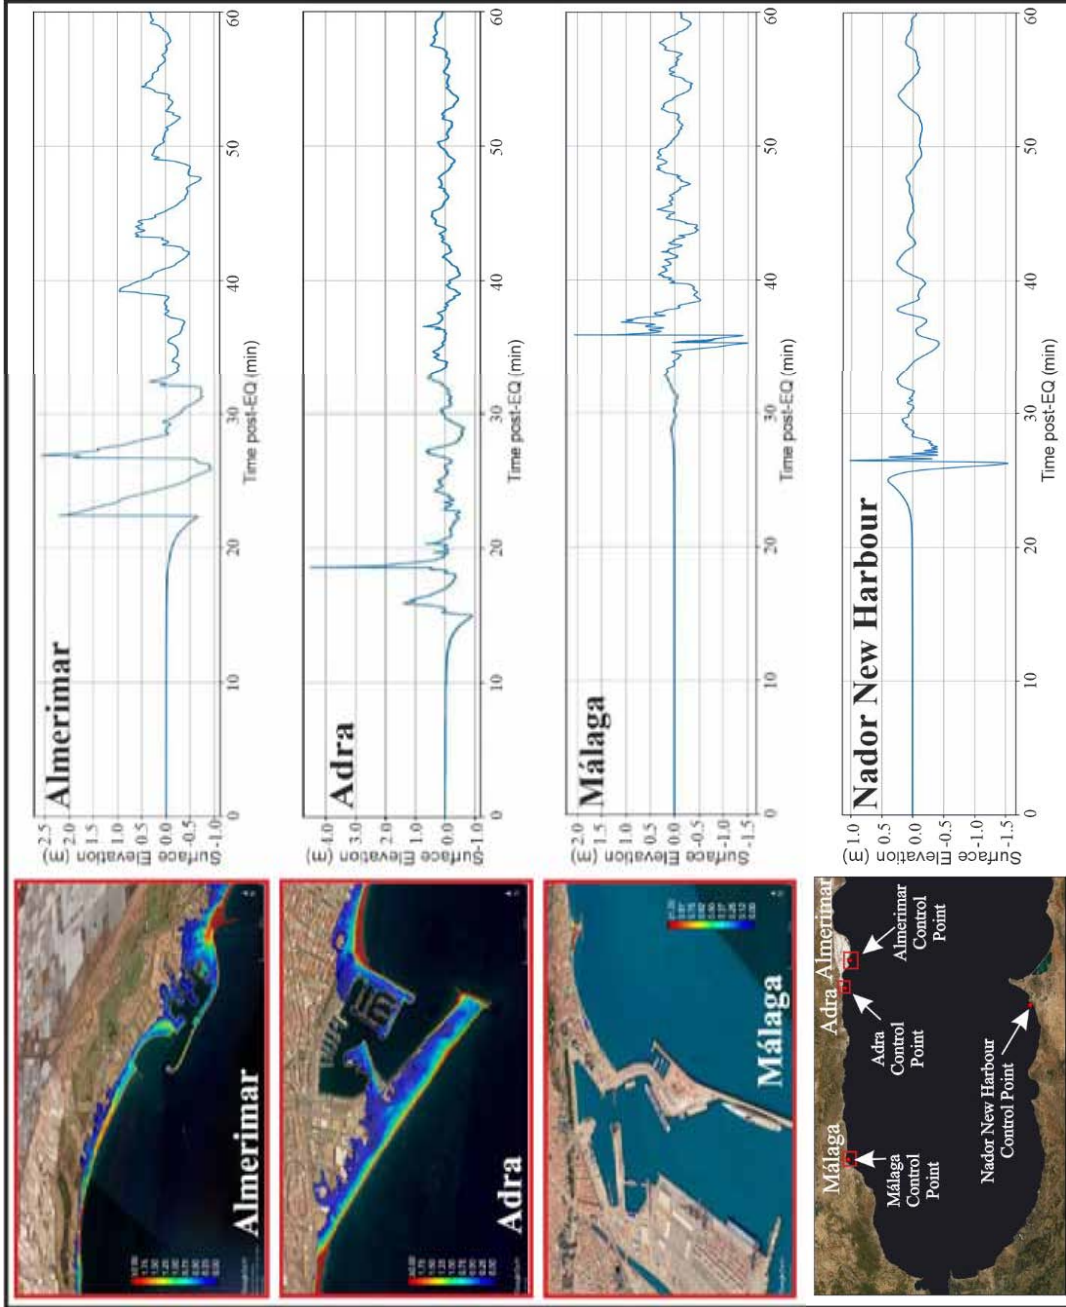 Almerimar
Surface Elevation
(m)
2.5
2.0
1.5
1.0
0.5
0.0
-0.5
-1.0
0
10
20
30
40
50
60
Time post-EQ (min)
Almerimar
Adra
Surface Elevation
(m)
4.0
3.0
2.0
1.0
0.0
-1.0
0
10
20
30
40
50
60
Time post-EQ (min)
Adra
Málaga
Surface Elevation
(m)
2.0
1.5
1.0
0.5
0.0
-0.5
-1.0
-1.5
0
10
20
30
40
50
60
Time post-EQ (min)
Málaga
Málaga
Adra
Almerimar
Málaga
Control
Point
Adra
Control
Point
Almerimar
Control
Point
Nador New Harbour
Control Point
Surface Elevation
(m)
1.0
0.5
0.0
-0.5
-1.0
-1.5
0
10
20
30
40
50
60
Time post-EQ (min)
Nador New Harbour